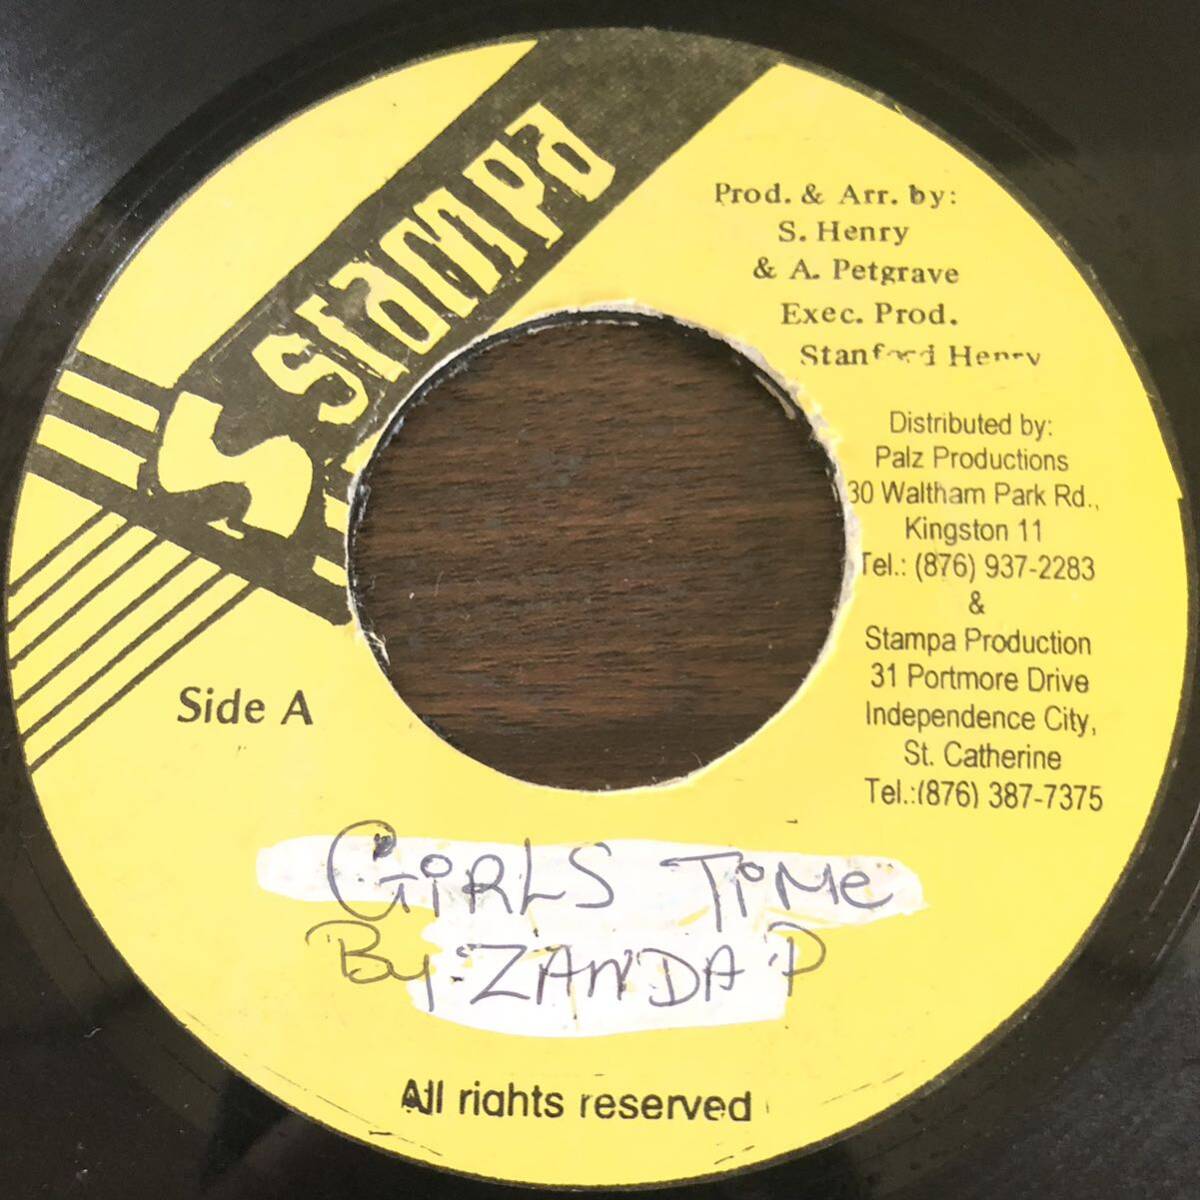 Stampa
S
Prod. & Arr. by:
S. Henry
& A. Petgrave
Exec. Prod.
Stanford Henry
Distributed by:
Palz Productions
30 Waltham Park Rd.,
Kingston 11
Tel.: (876) 937-2283
&
Stampa Production
31 Portmore Drive
Independence City,
St. Catherine
Tel.:(876) 387-7375
Side A
GiRLS TiMe
By ZANDA P
All rights reserved